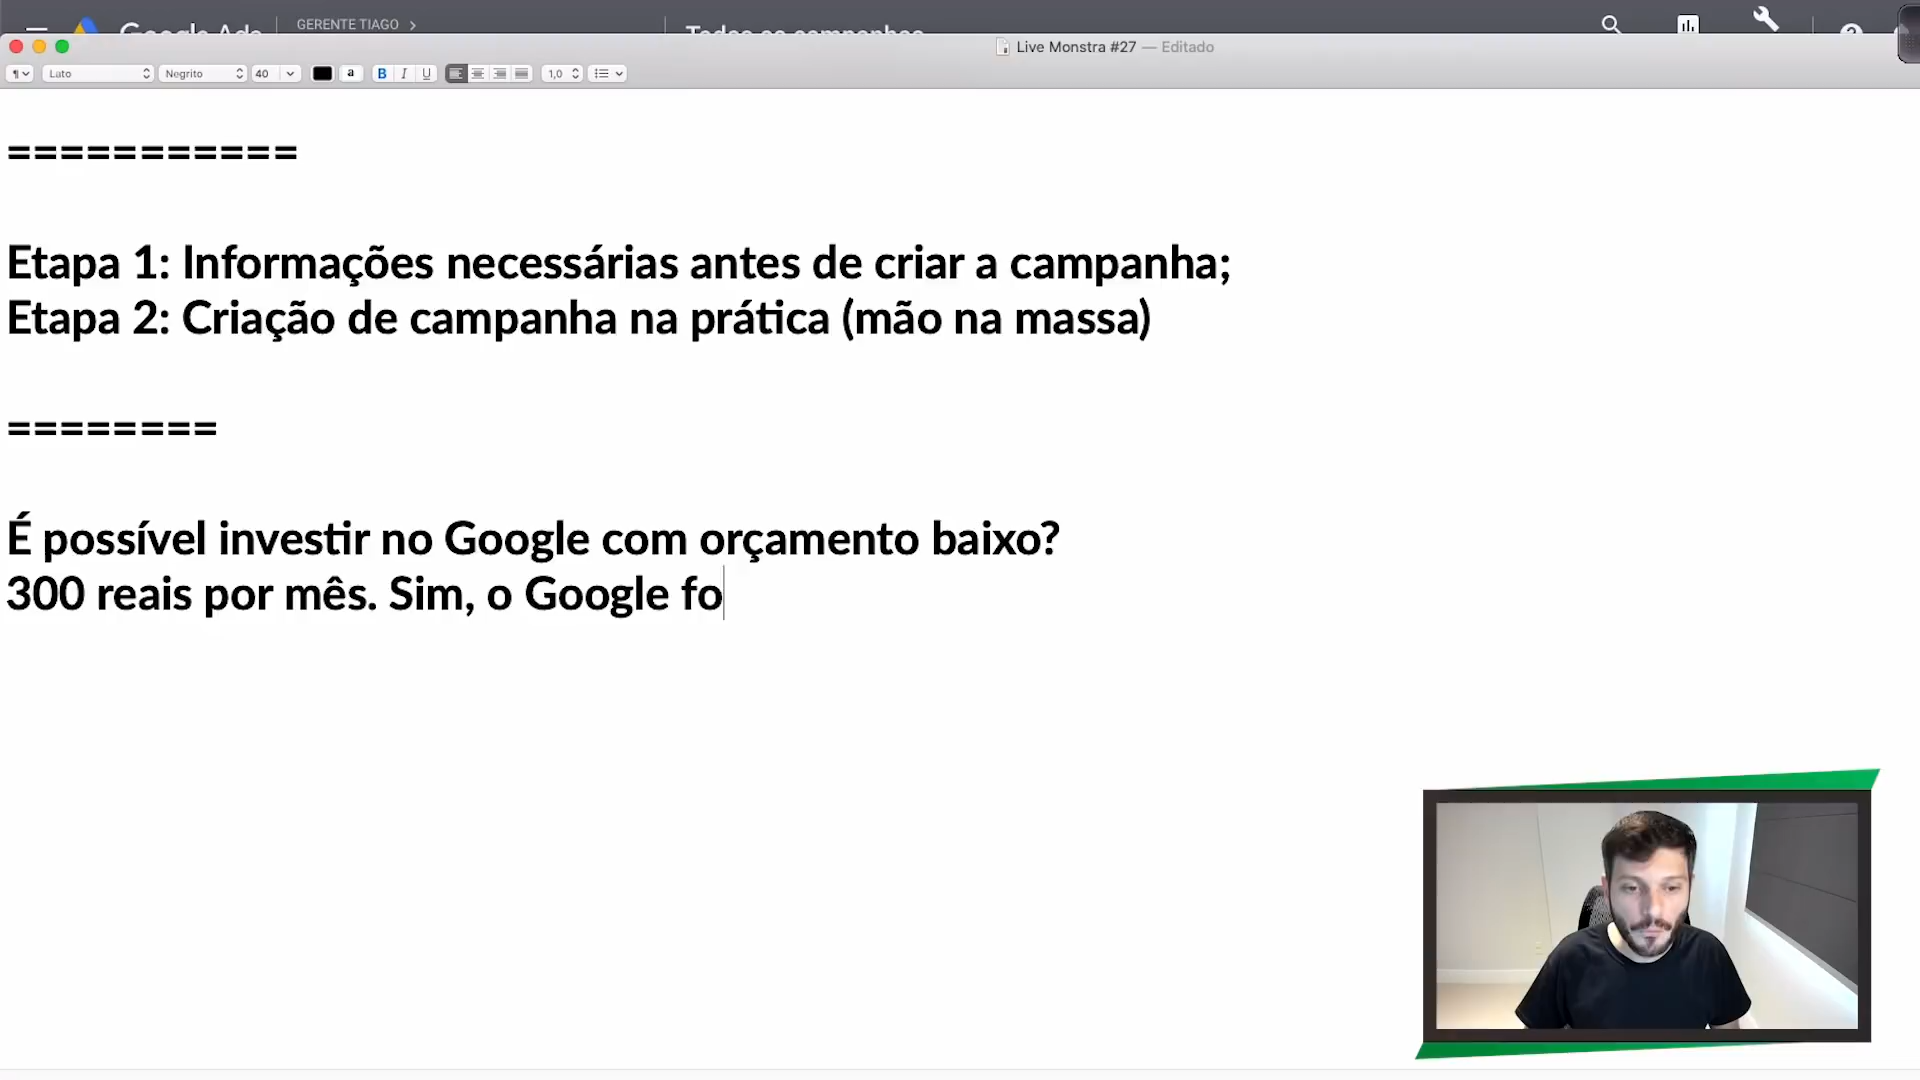 GERENTE TIAGO
Live Monstra #27 — Editado
Lato Negrito 40 a B I U 1,0
===========
Etapa 1: Informações necessárias antes de criar a campanha;
Etapa 2: Criação de campanha na prática (mão na massa)
========
É possível investir no Google com orçamento baixo?
300 reais por mês. Sim, o Google fo